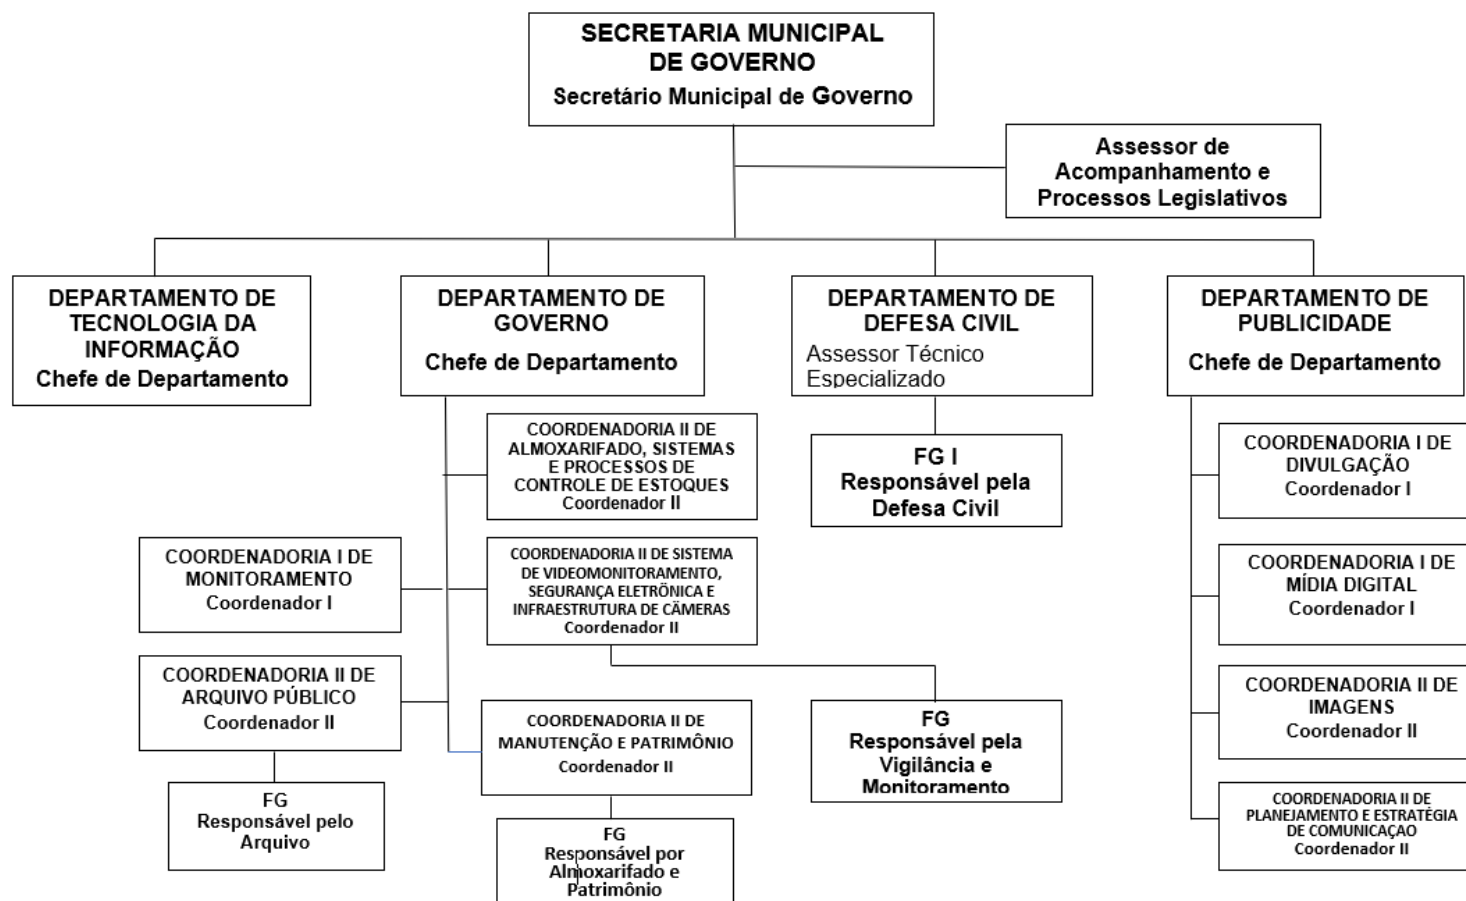 SECRETARIA MUNICIPAL
DE GOVERNO
Secretário Municipal de Governo
Assessor de
Acompanhamento e
Processos Legislativos
DEPARTAMENTO DE
TECNOLOGIA DA
INFORMAÇÃO
Chefe de Departamento
DEPARTAMENTO DE
GOVERNO
Chefe de Departamento
DEPARTAMENTO DE
DEFESA CIVIL
Assessor Técnico
Especializado
DEPARTAMENTO DE
PUBLICIDADE
Chefe de Departamento
COORDENADORIA II DE
ALMOXARIFADO, SISTEMAS
E PROCESSOS DE
CONTROLE DE ESTOQUES
Coordenador II
FG I
Responsável pela
Defesa Civil
COORDENADORIA I DE
DIVULGAÇÃO
Coordenador I
COORDENADORIA I DE
MONITORAMENTO
Coordenador I
COORDENADORIA II DE SISTEMA
DE VIDEOMONITORAMENTO,
SEGURANÇA ELETRÔNICA E
INFRAESTRUTURA DE CÂMERAS
Coordenador II
COORDENADORIA I DE
MÍDIA DIGITAL
Coordenador I
COORDENADORIA II DE
ARQUIVO PÚBLICO
Coordenador II
COORDENADORIA II DE
MANUTENÇÃO E PATRIMÔNIO
Coordenador II
FG
Responsável pela
Vigilância e
Monitoramento
COORDENADORIA II DE
IMAGENS
Coordenador II
FG
Responsável pelo
Arquivo
FG
Responsável por
Almoxarifado e
Patrimônio
COORDENADORIA II DE
PLANEJAMENTO E ESTRATÉGIA
DE COMUNICAÇAO
Coordenador II